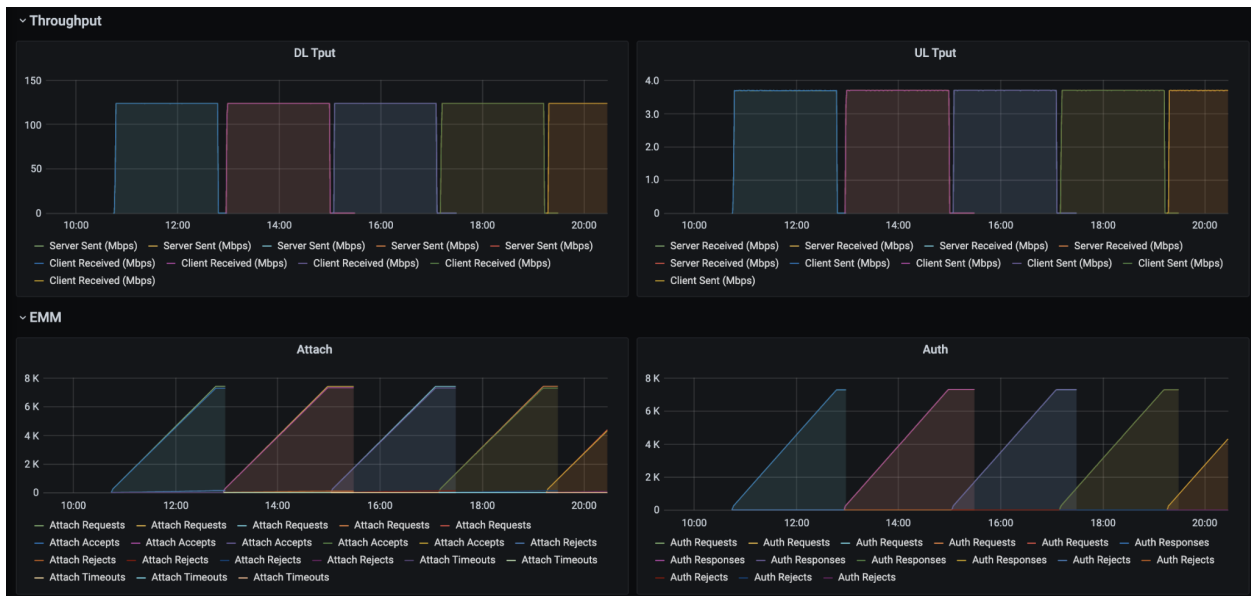 Throughput
DL Tput
150
100
50
0
10:00 12:00 14:00 16:00 18:00 20:00
Server Sent (Mbps) Server Sent (Mbps) Server Sent (Mbps) Server Sent (Mbps) Server Sent (Mbps)
Client Received (Mbps) Client Received (Mbps) Client Received (Mbps) Client Received (Mbps)
Client Received (Mbps)
UL Tput
4.0
3.0
2.0
1.0
0
10:00 12:00 14:00 16:00 18:00 20:00
Server Received (Mbps) Server Received (Mbps) Server Received (Mbps) Server Received (Mbps)
Server Received (Mbps) Client Sent (Mbps) Client Sent (Mbps) Client Sent (Mbps) Client Sent (Mbps)
Client Sent (Mbps)
EMM
Attach
8 K
6 K
4 K
2 K
0
10:00 12:00 14:00 16:00 18:00 20:00
Attach Requests Attach Requests Attach Requests Attach Requests Attach Requests
Attach Accepts Attach Accepts Attach Accepts Attach Accepts Attach Accepts Attach Rejects
Attach Rejects Attach Rejects Attach Rejects Attach Rejects Attach Timeouts Attach Timeouts
Attach Timeouts Attach Timeouts Attach Timeouts
Auth
8 K
6 K
4 K
2 K
0
10:00 12:00 14:00 16:00 18:00 20:00
Auth Requests Auth Requests Auth Requests Auth Requests Auth Requests Auth Responses
Auth Responses Auth Responses Auth Responses Auth Responses Auth Rejects Auth Rejects
Auth Rejects Auth Rejects Auth Rejects